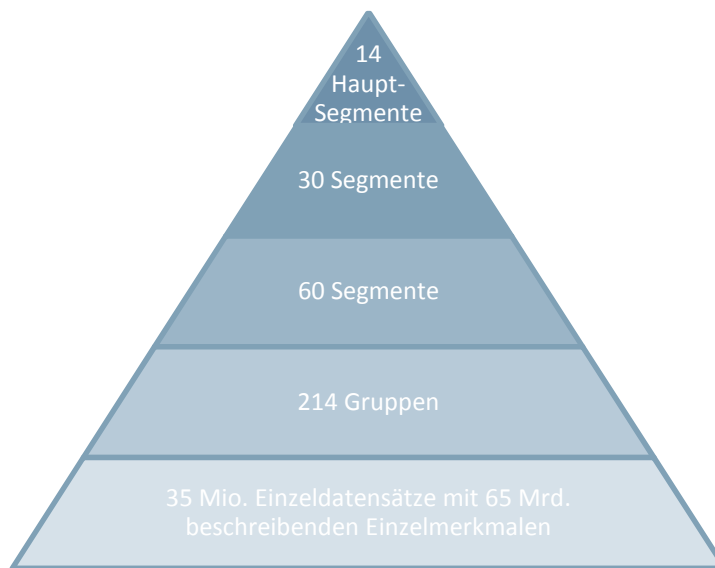 14
Haupt-
Segmente
30 Segmente
60 Segmente
214 Gruppen
35 Mio. Einzeldatensätze mit 65 Mrd.
beschreibenden Einzelmerkmalen